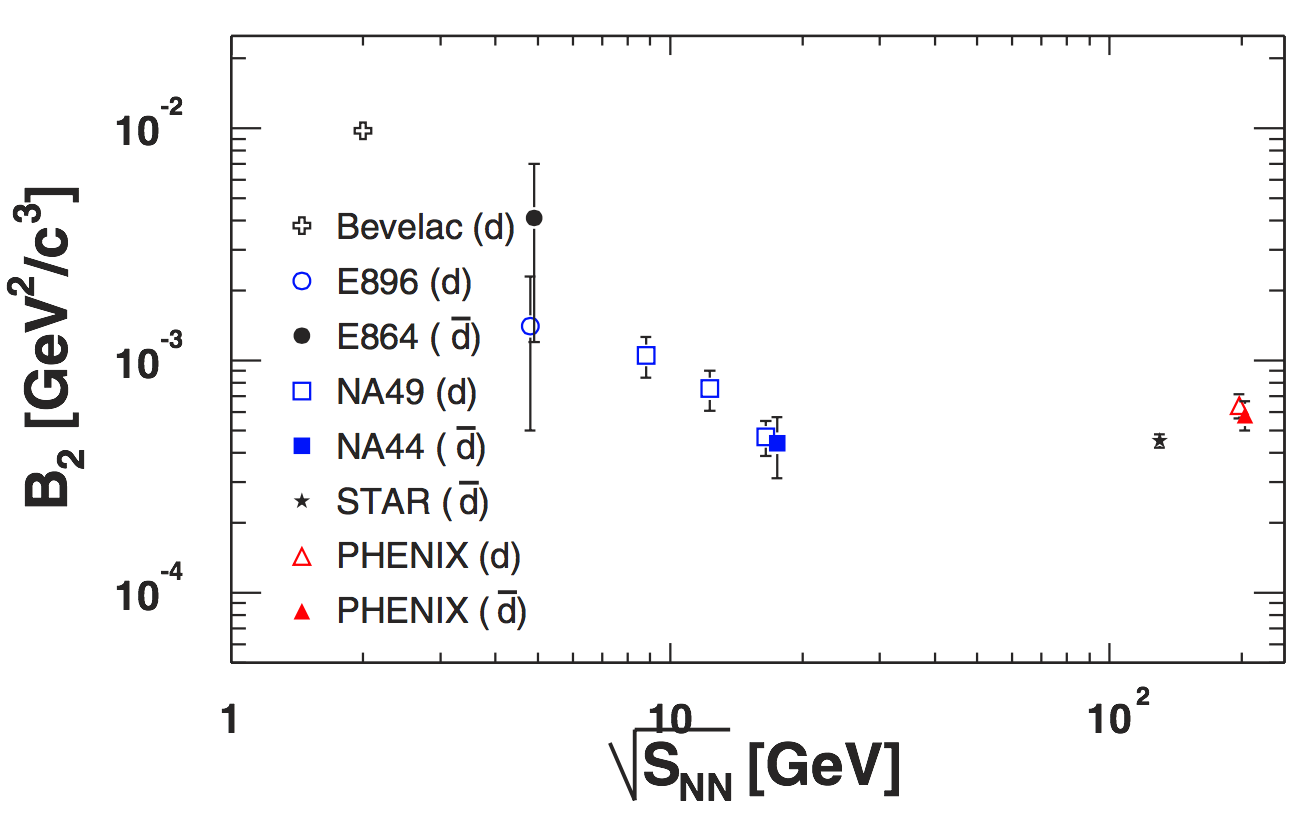 10⁻²
10⁻³
10⁻⁴
B₂ [GeV²/c³]
Bevelac (d)
E896 (d)
E864 ( d̅)
NA49 (d)
NA44 ( d̅)
STAR ( d̅)
PHENIX (d)
PHENIX ( d̅)
1
10
10²
√S_NN [GeV]